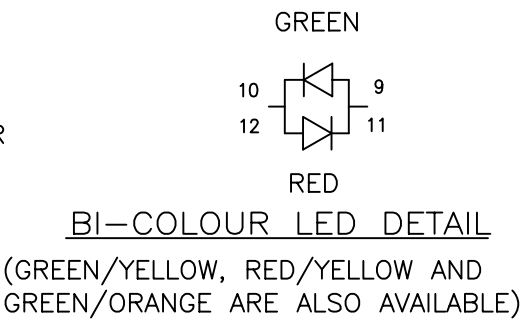 GREEN
10 9
12 11
R
RED
BI-COLOUR LED DETAIL
(GREEN/YELLOW, RED/YELLOW AND
GREEN/ORANGE ARE ALSO AVAILABLE)